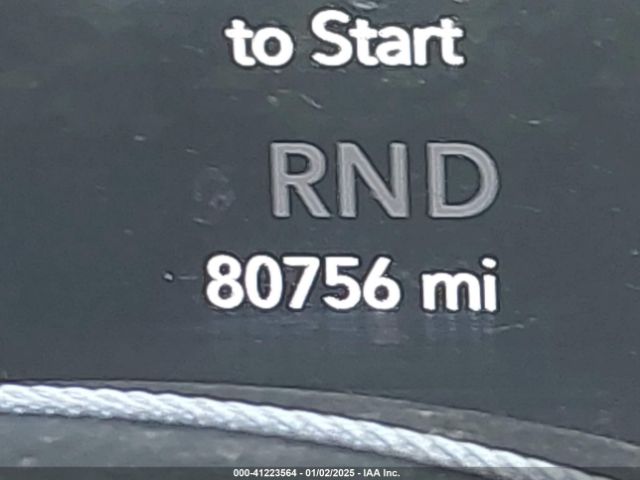 to Start
RND
80756 mi
000-41223564 - 01/02/2025 - IAA Inc.